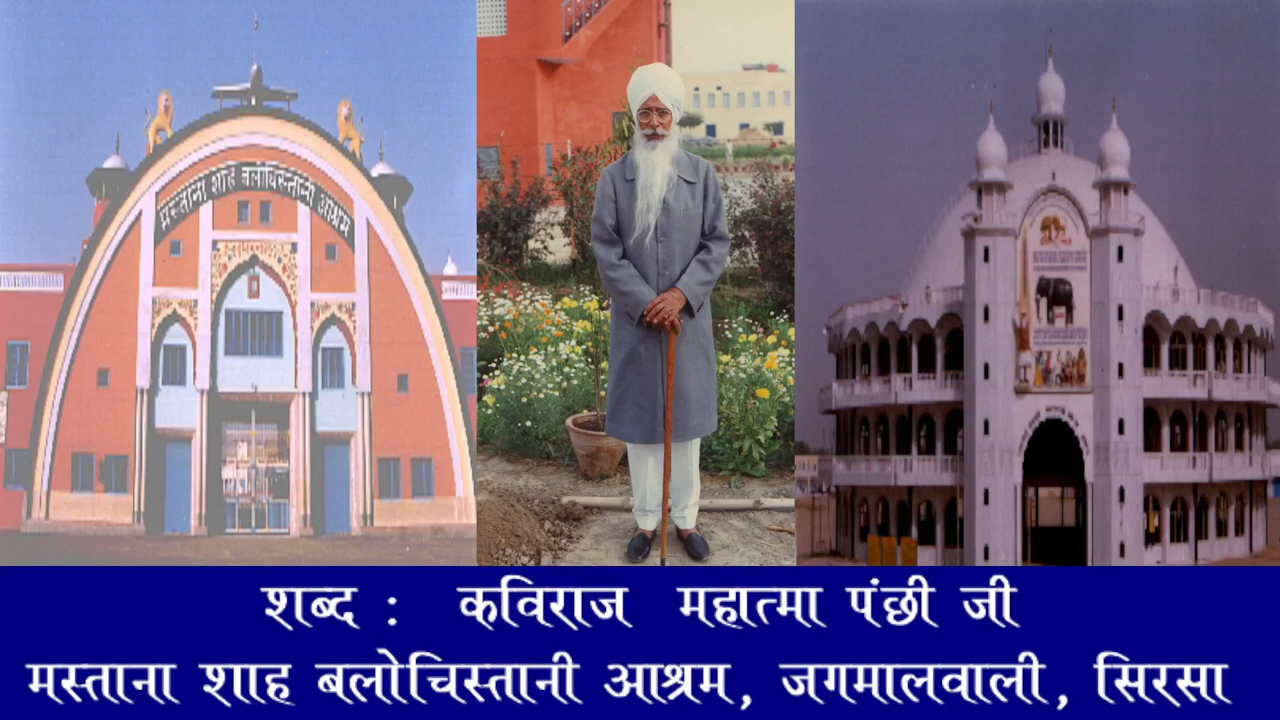 मस्ताना शाह बलोचिस्तानी आश्रम
शब्द : कविराज महात्मा पंछी जी
मस्ताना शाह बलोचिस्तानी आश्रम, जगमालवाली, सिरसा